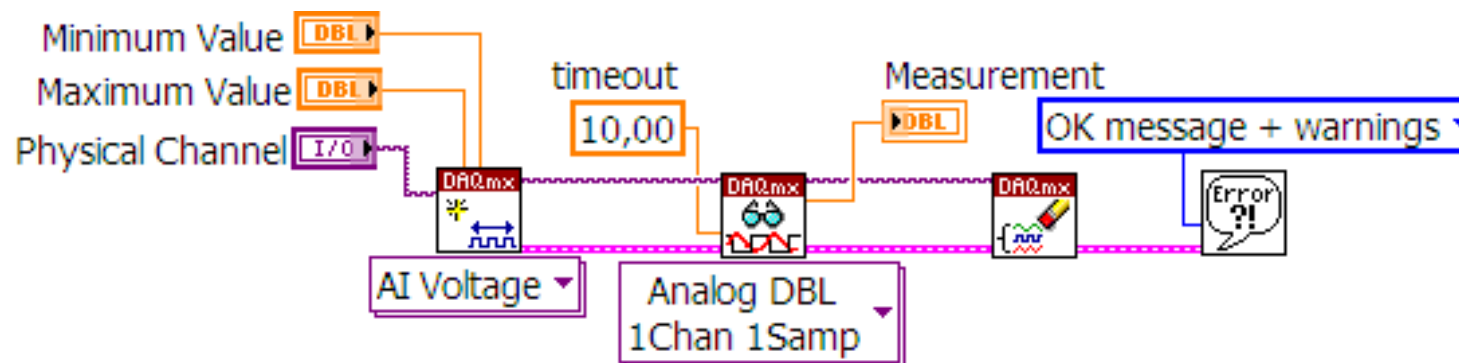 Minimum Value
DBL
Maximum Value
DBL
Physical Channel
I/O
timeout
10,00
Measurement
DBL
OK message + warnings
DAQmx
AI Voltage
DAQmx
Analog DBL
1Chan 1Samp
DAQmx
Error
?!